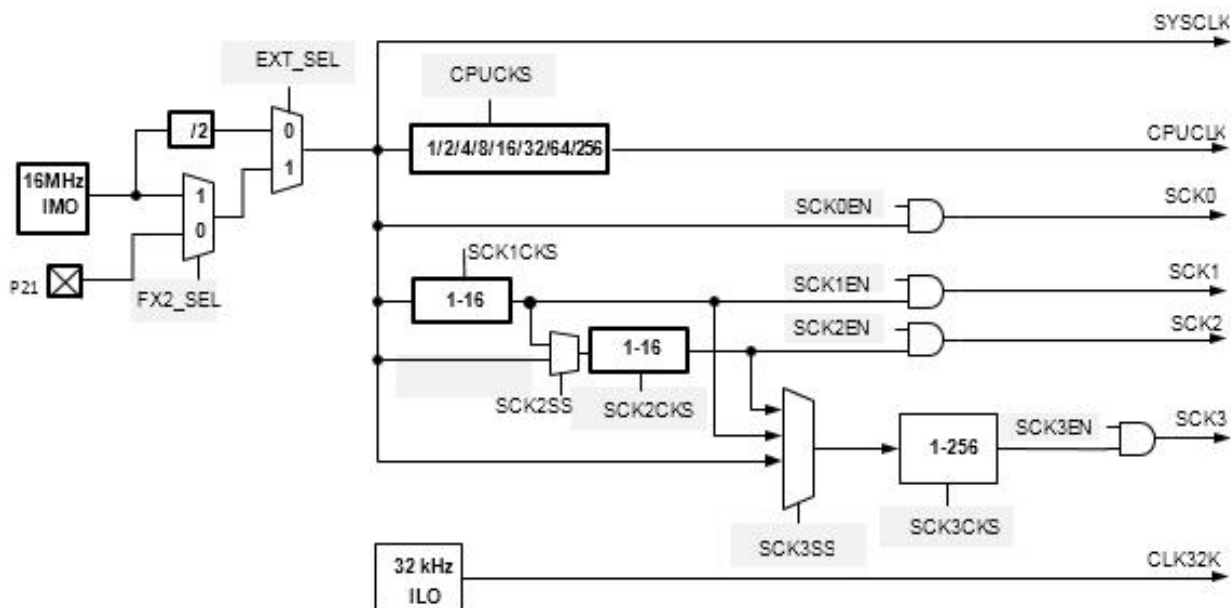 SYSCLK
EXT_SEL
CPUCKS
/2
0
1
1/2/4/8/16/32/64/256
CPUCLK
16MHz
IMO
1
0
SCK0EN
SCK0
P21
FX2_SEL
SCK1CKS
1-16
SCK1EN
SCK1
SCK2EN
SCK2
1-16
SCK2SS
SCK2CKS
SCK3EN
SCK3
1-256
SCK3SS
SCK3CKS
32 kHz
ILO
CLK32K